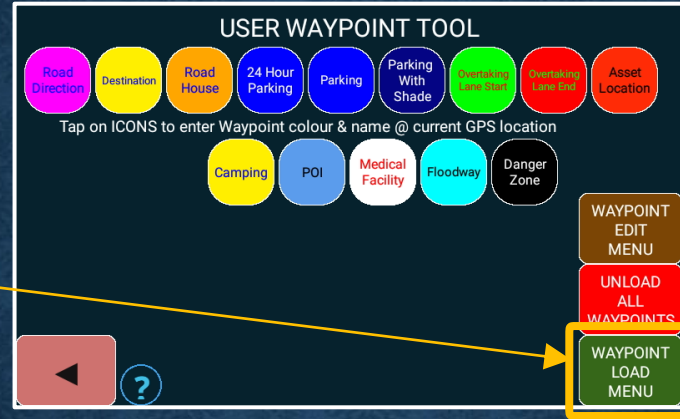 USER WAYPOINT TOOL
Road
Direction
Destination
Road
House
24 Hour
Parking
Parking
Parking
With
Shade
Overtaking
Lane Start
Overtaking
Lane End
Asset
Location
Tap on ICONS to enter Waypoint colour & name @ current GPS location
Camping
POI
Medical
Facility
Floodway
Danger
Zone
WAYPOINT
EDIT
MENU
UNLOAD
ALL
WAYPOINTS
WAYPOINT
LOAD
MENU
?